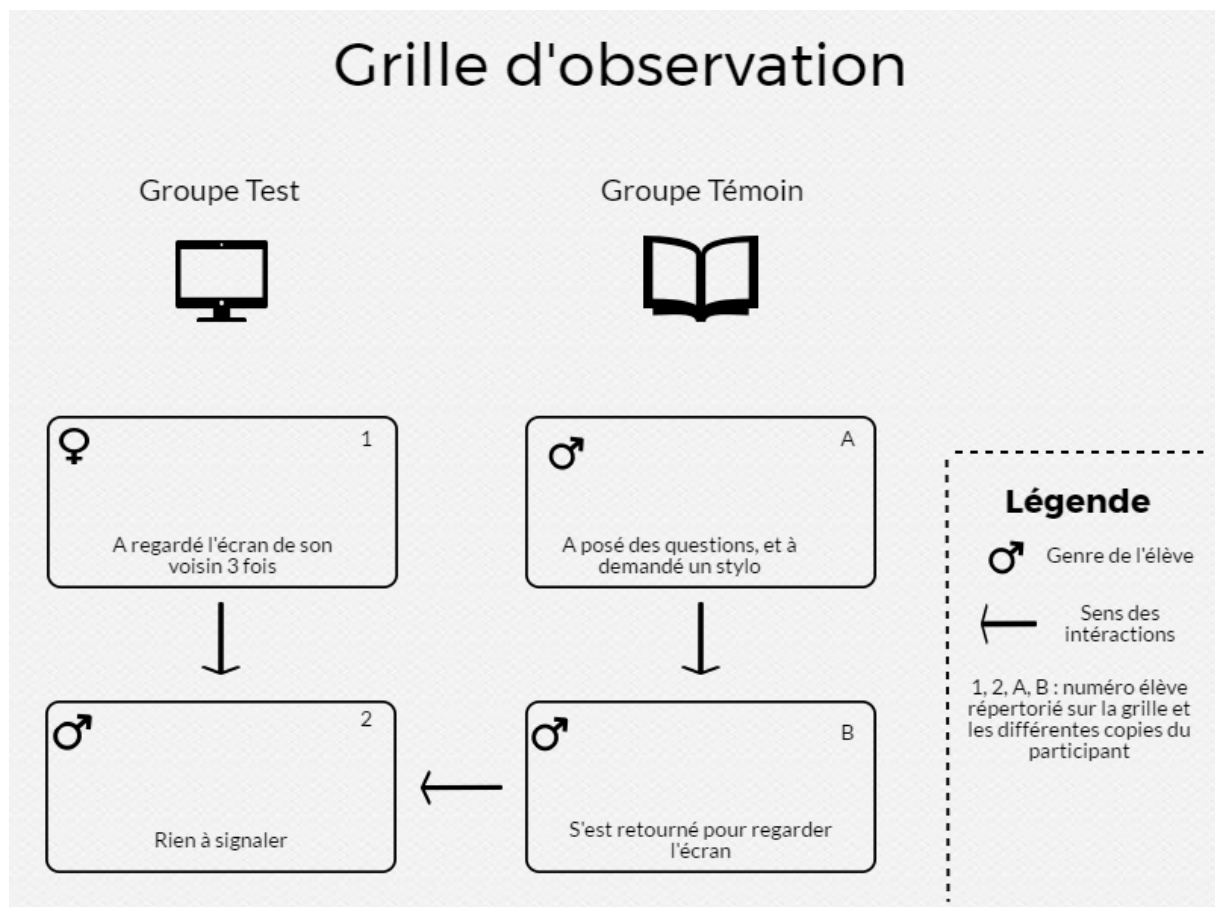 Grille d'observation
Groupe Test
Groupe Témoin
1
A regardé l'écran de son
voisin 3 fois
A
A posé des questions, et à
demandé un stylo
2
Rien à signaler
B
S'est retourné pour regarder
l'écran
Légende
Genre de l'élève
Sens des
intéractions
1, 2, A, B : numéro élève
répertorié sur la grille et
les différentes copies du
participant